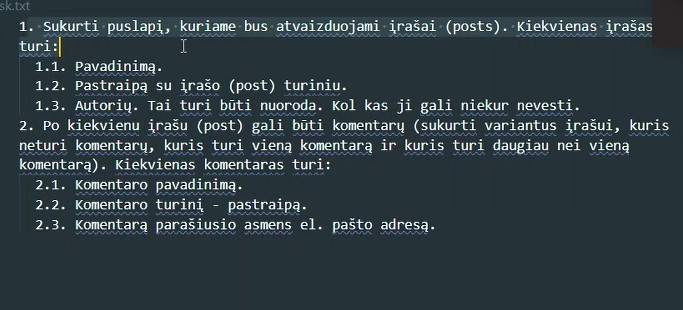 sk.txt
1. Sukurti puslapį, kuriame bus atvaizduojami įrašai (posts). Kiekvienas įrašas
turi:
1.1. Pavadinimą.
1.2. Pastraipą su įrašo (post) turiniu.
1.3. Autorių. Tai turi būti nuoroda. Kol kas ji gali niekur nevesti.
2. Po kiekvienu įrašu (post) gali būti komentarų (sukurti variantus įrašui, kuris
neturi komentarų, kuris turi vieną komentarą ir kuris turi daugiau nei vieną
komentarą). Kiekvienas komentaras turi:
2.1. Komentaro pavadinimą.
2.2. Komentaro turinį - pastraipą.
2.3. Komentarą parašiusio asmens el. pašto adresą.